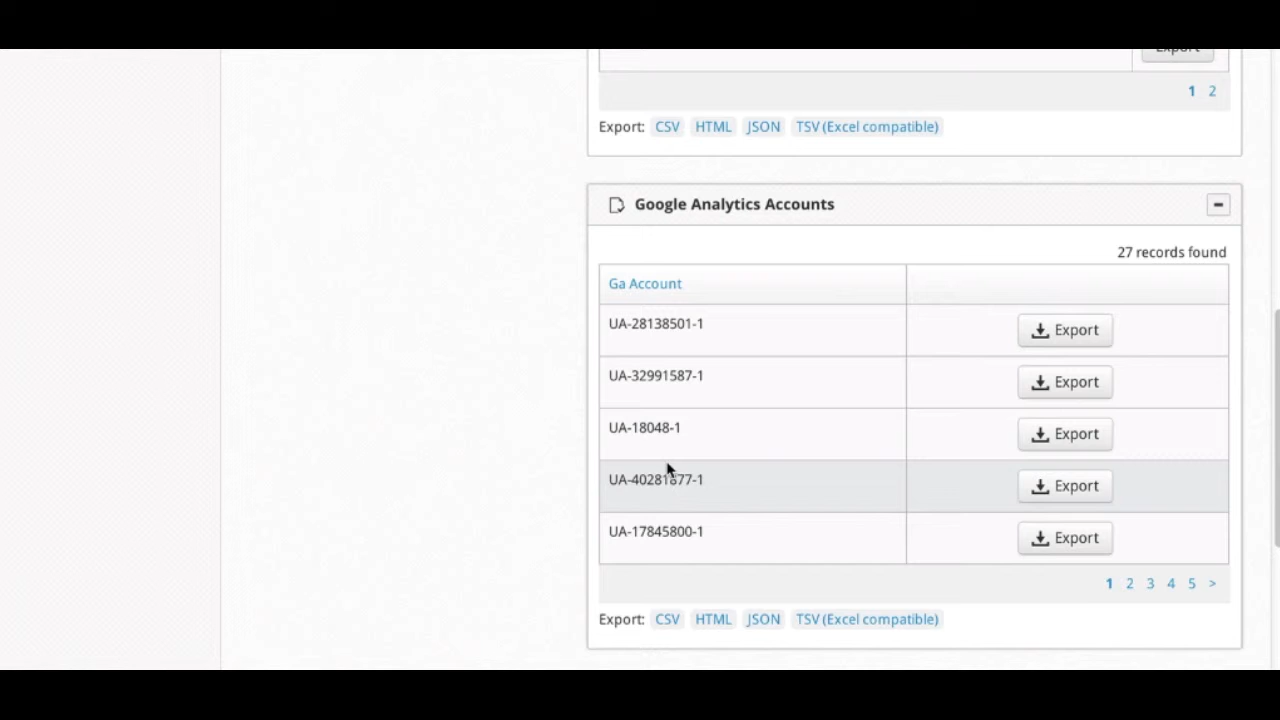 Export
1 2
Export: CSV HTML JSON TSV (Excel compatible)
Google Analytics Accounts
27 records found
Ga Account
UA-28138501-1 Export
UA-32991587-1 Export
UA-18048-1 Export
UA-40281677-1 Export
UA-17845800-1 Export
1 2 3 4 5 >
Export: CSV HTML JSON TSV (Excel compatible)